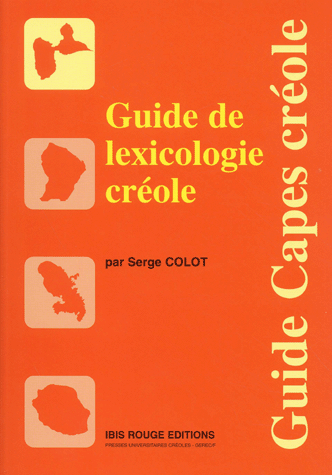 Guide de
lexicologie
créole
par Serge COLOT
Guide Capes créole
IBIS ROUGE EDITIONS
PRESSES UNIVERSITAIRES CRÉOLES - GEREC/F